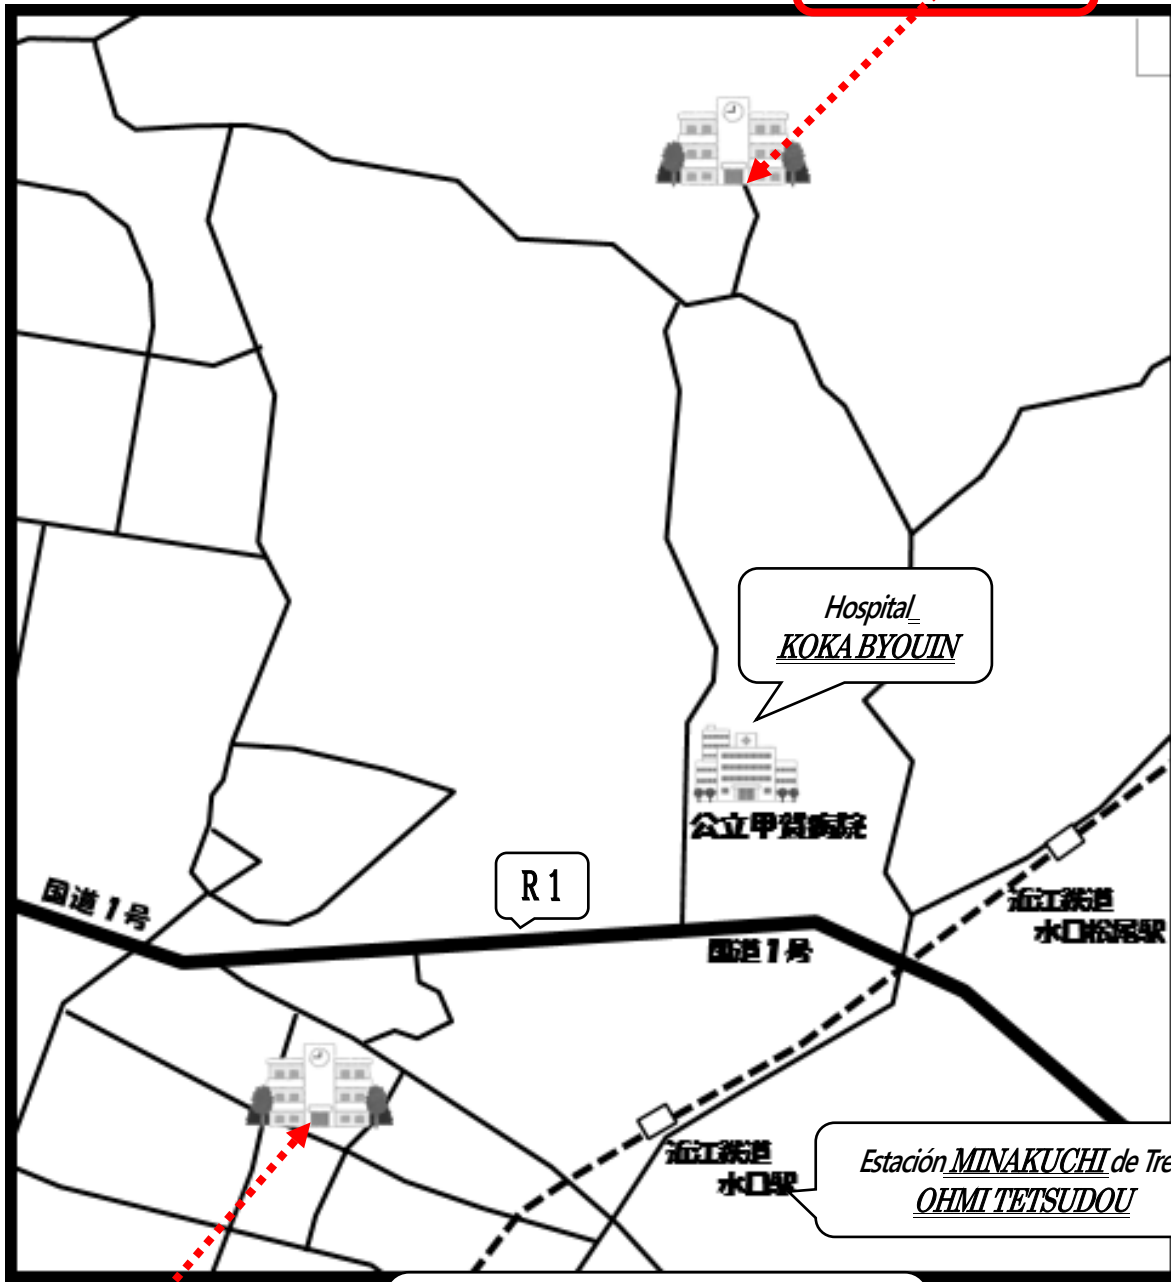 Hospital
KOKA BYOUIN
公立甲賀病院
R 1
国道1号
国道1号
近江鉄道
水口松尾駅
近江鉄道
水口駅
Estación MINAKUCHI de Tre
OHMI TETSUDOU